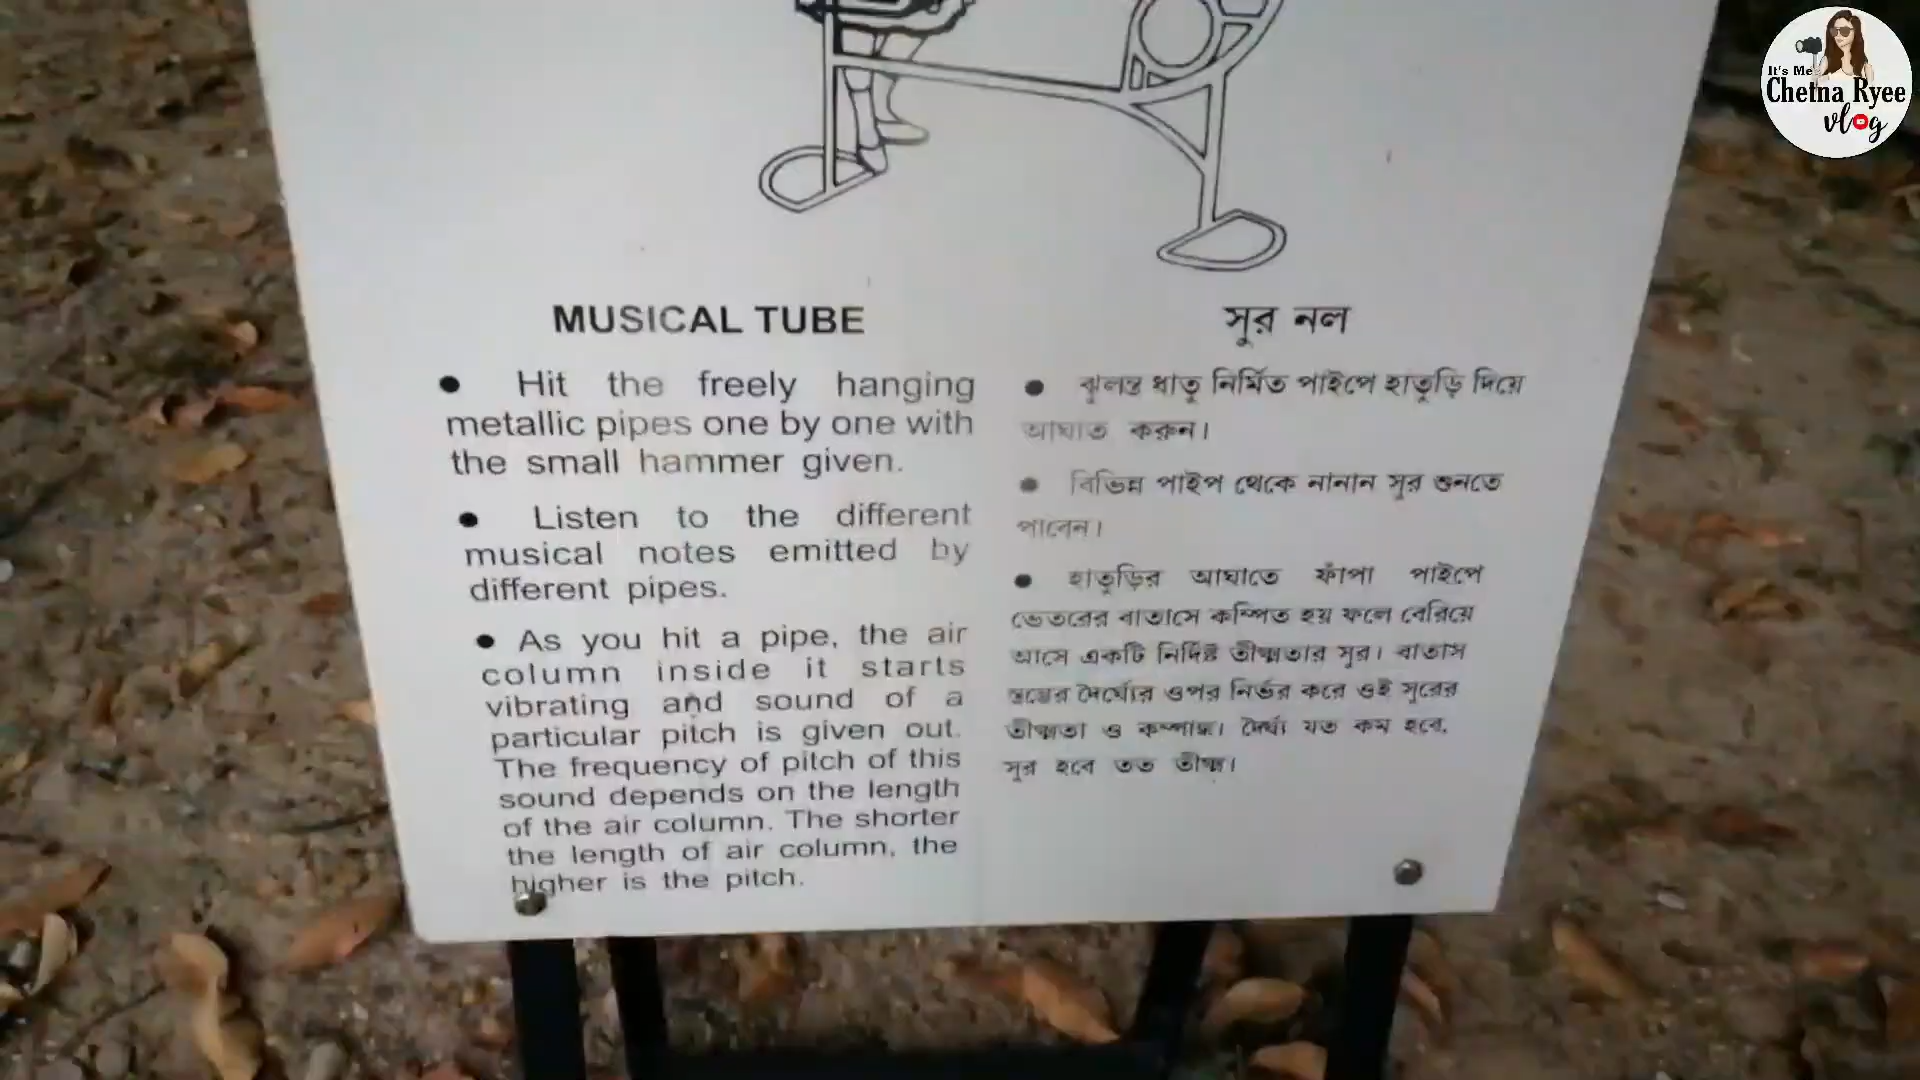 It's Me
Chetna Ryee
vlog
MUSICAL TUBE
● Hit the freely hanging
metallic pipes one by one with
the small hammer given.
● Listen to the different
musical notes emitted by
different pipes.
● As you hit a pipe, the air
column inside it starts
vibrating and sound of a
particular pitch is given out.
The frequency of pitch of this
sound depends on the length
of the air column. The shorter
the length of air column, the
higher is the pitch.
সুর নল
● ঝুলন্ত ধাতু নির্মিত পাইপে হাতুড়ি দিয়ে
আঘাত করুন।
● বিভিন্ন পাইপ থেকে নানান সুর শুনতে
পাবেন।
● হাতুড়ির আঘাতে ফাঁপা পাইপে
ভেতরের বাতাসে কম্পিত হয় ফলে বেরিয়ে
আসে একটি নির্দিষ্ট তীক্ষ্মতার সুর। বাতাস
স্তম্ভের দৈর্ঘ্যের ওপর নির্ভর করে ওই সুরের
তীক্ষ্মতা ও কম্পাঙ্ক। দৈর্ঘ্য যত কম হবে,
সুর হবে তত তীক্ষ্ম।